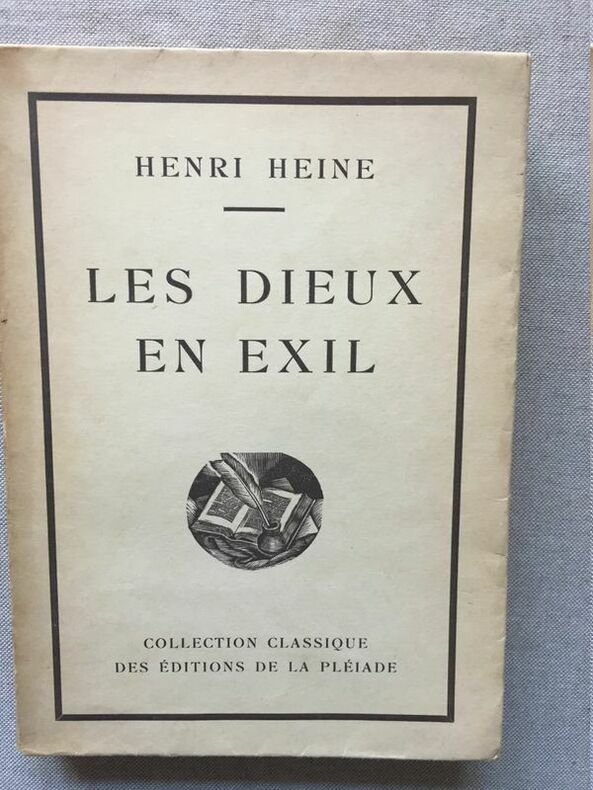 HENRI HEINE
LES DIEUX
EN EXIL
COLLECTION CLASSIQUE
DES ÉDITIONS DE LA PLÉIADE